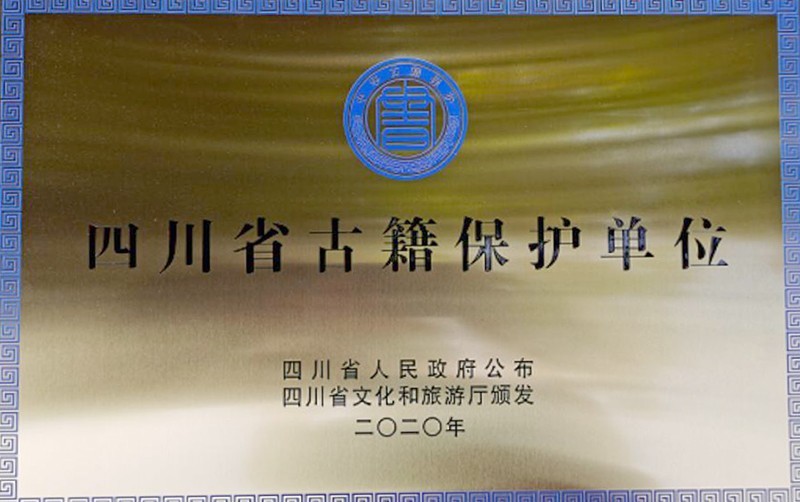 四川省古籍保护单位
四川省人民政府公布
四川省文化和旅游厅颁发
二〇二〇年